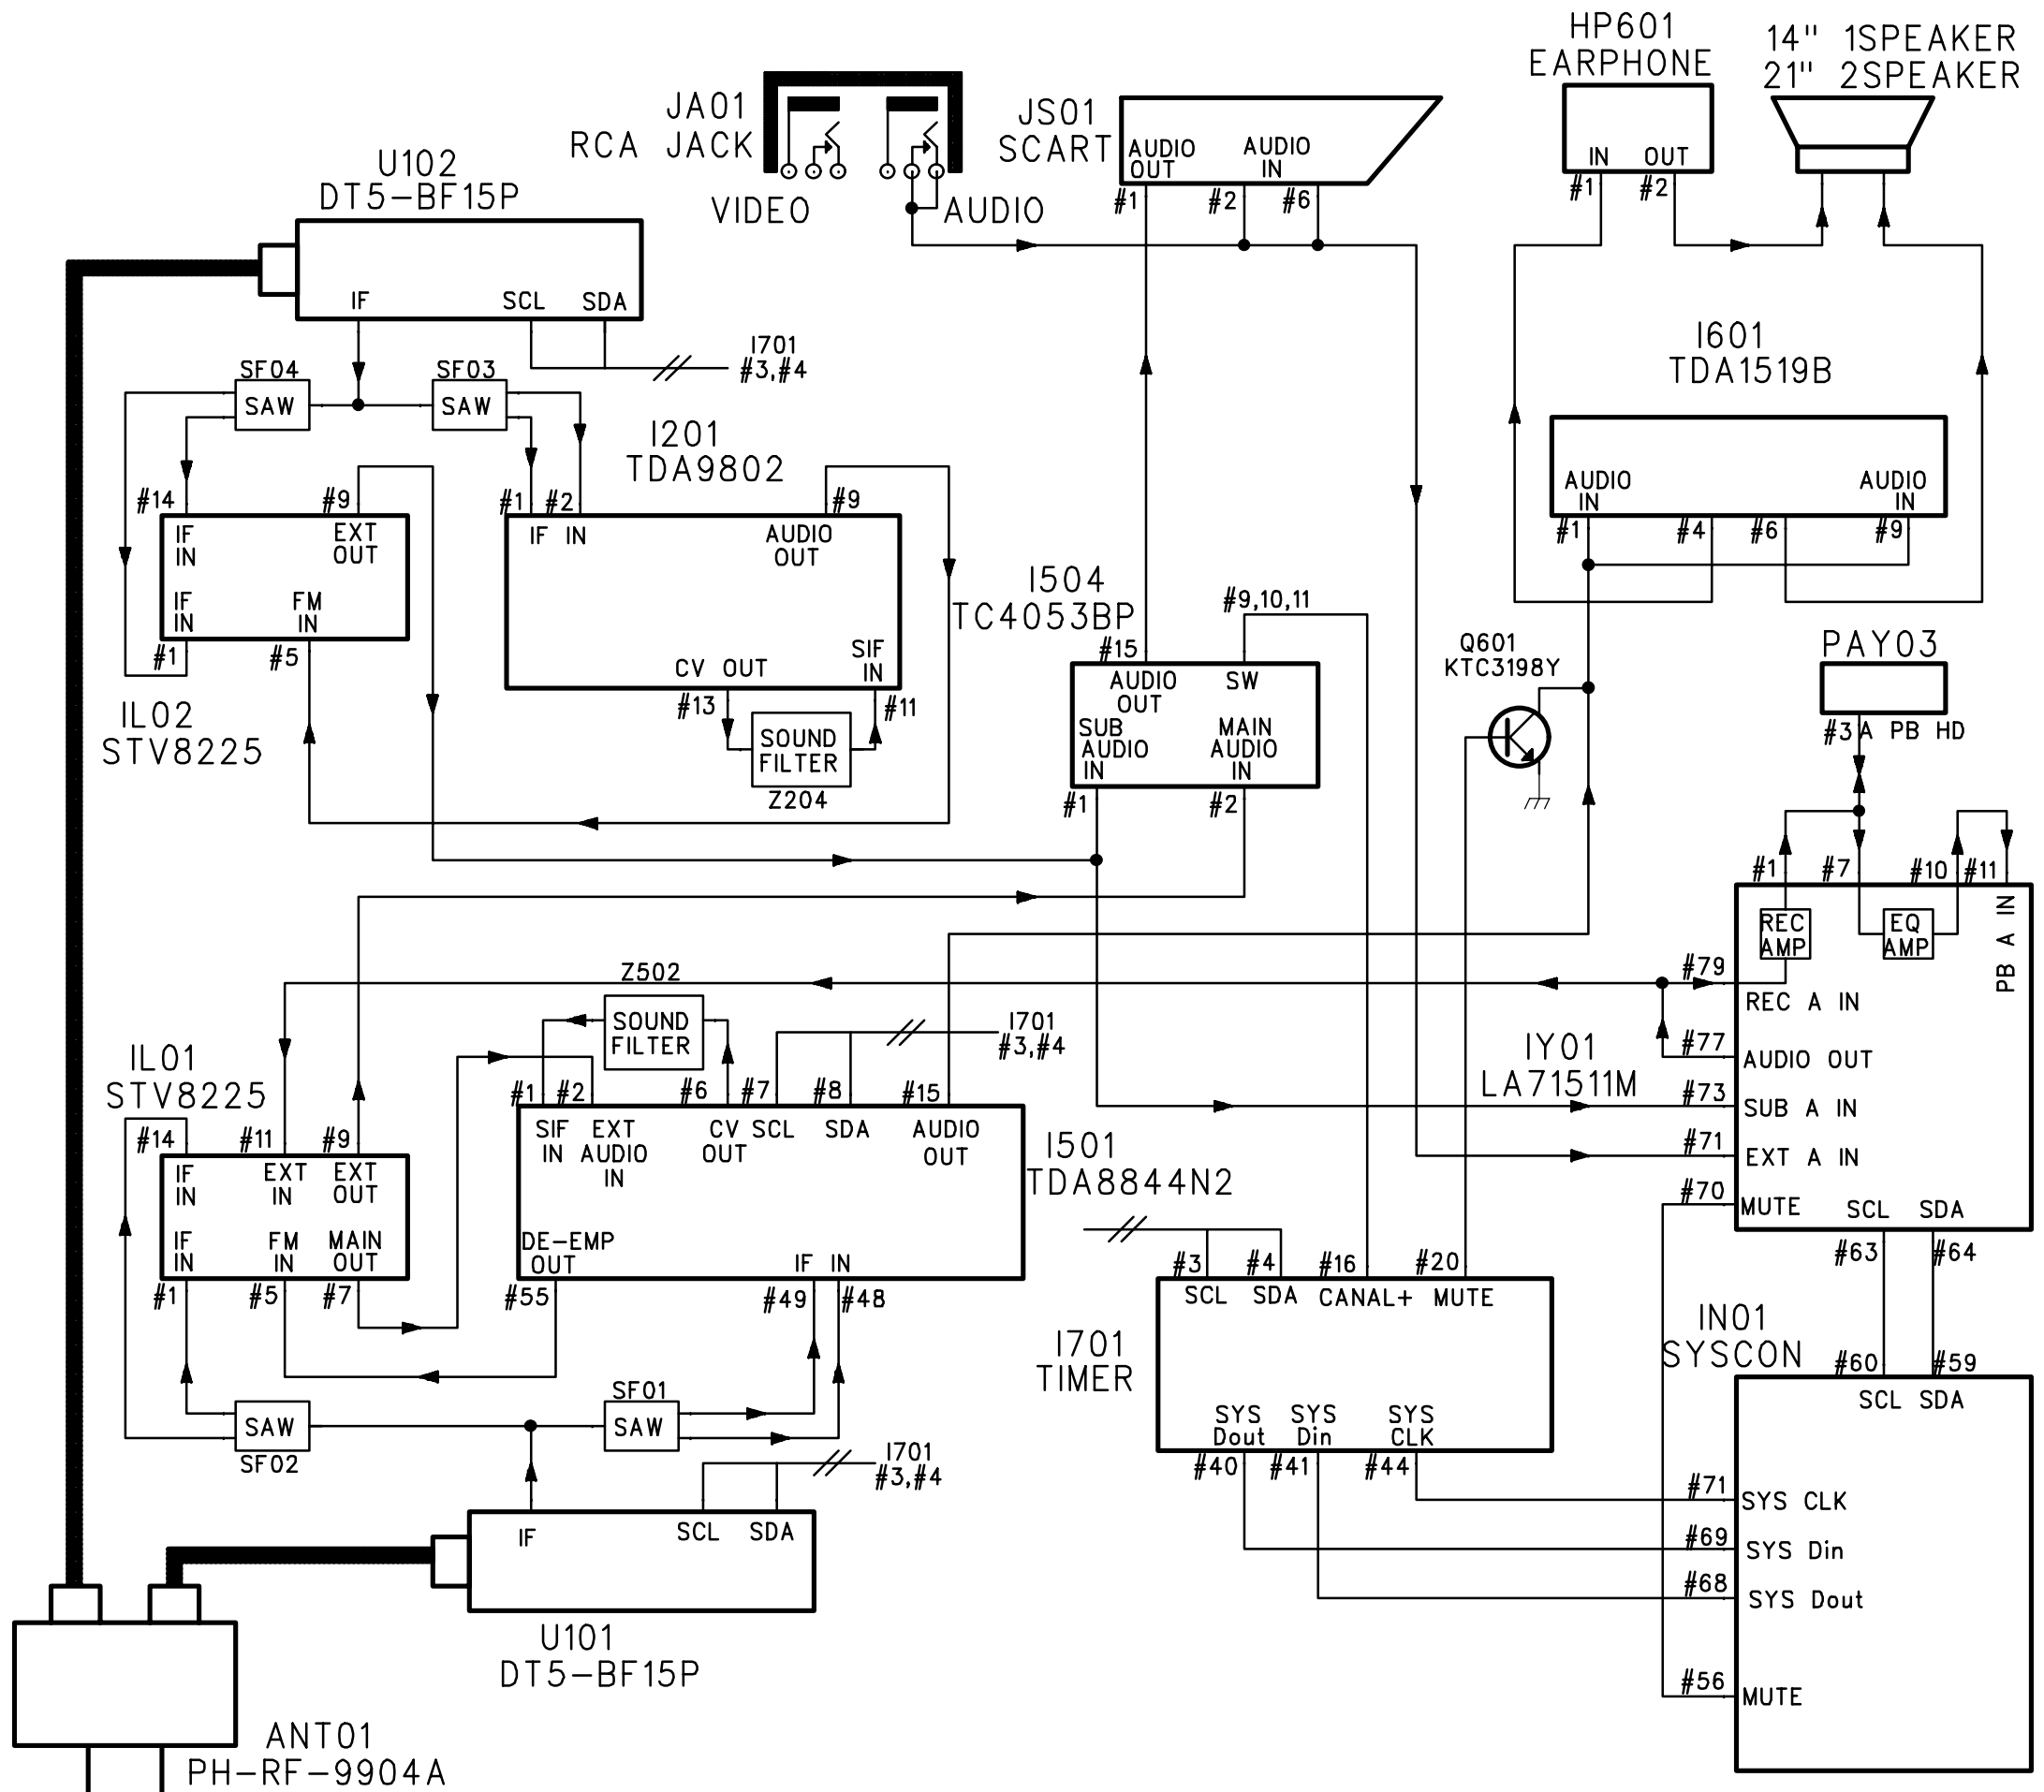 HP601
EARPHONE
14" 1SPEAKER
21" 2SPEAKER
JA01
RCA JACK
VIDEO
AUDIO
JS01
SCART
AUDIO
OUT
AUDIO
IN
#1
#2
#6
IN
OUT
#1
#2
U102
DT5-BF15P
IF
SCL
SDA
I701
#3,#4
SF04
SAW
SF03
SAW
I201
TDA9802
I601
TDA1519B
AUDIO
IN
AUDIO
IN
#1
#4
#6
#9
#14
#9
IF
IN
EXT
OUT
IF
IN
FM
IN
#1
#5
IL02
STV8225
#1
#2
#9
IF IN
AUDIO
OUT
CV OUT
SIF
IN
#13
#11
SOUND
FILTER
Z204
I504
TC4053BP
#9,10,11
#15
AUDIO
OUT
SW
SUB
AUDIO
IN
MAIN
AUDIO
IN
#1
#2
Q601
KTC3198Y
PAY03
#3
A PB HD
#1
#7
#10
#11
REC
AMP
EQ
AMP
PB A IN
#79
REC A IN
#77
AUDIO OUT
#73
SUB A IN
#71
EXT A IN
#70
MUTE
SCL
SDA
#63
#64
IY01
LA71511M
Z502
SOUND
FILTER
I701
#3,#4
IL01
STV8225
#14
#11
#9
IF
IN
EXT
IN
EXT
OUT
IF
IN
FM
IN
MAIN
OUT
#1
#5
#7
#1
#2
#6
#7
#8
#15
SIF
IN
EXT
AUDIO
IN
CV
OUT
SCL
SDA
AUDIO
OUT
DE-EMP
OUT
IF IN
#55
#49
#48
I501
TDA8844N2
#3
#4
#16
#20
SCL
SDA
CANAL+
MUTE
I701
TIMER
SYS
Dout
SYS
Din
SYS
CLK
#40
#41
#44
IN01
SYSCON
#60
#59
SCL
SDA
#71
SYS CLK
#69
SYS Din
#68
SYS Dout
#56
MUTE
SAW
SF02
SF01
SAW
I701
#3,#4
IF
SCL
SDA
U101
DT5-BF15P
ANT01
PH-RF-9904A